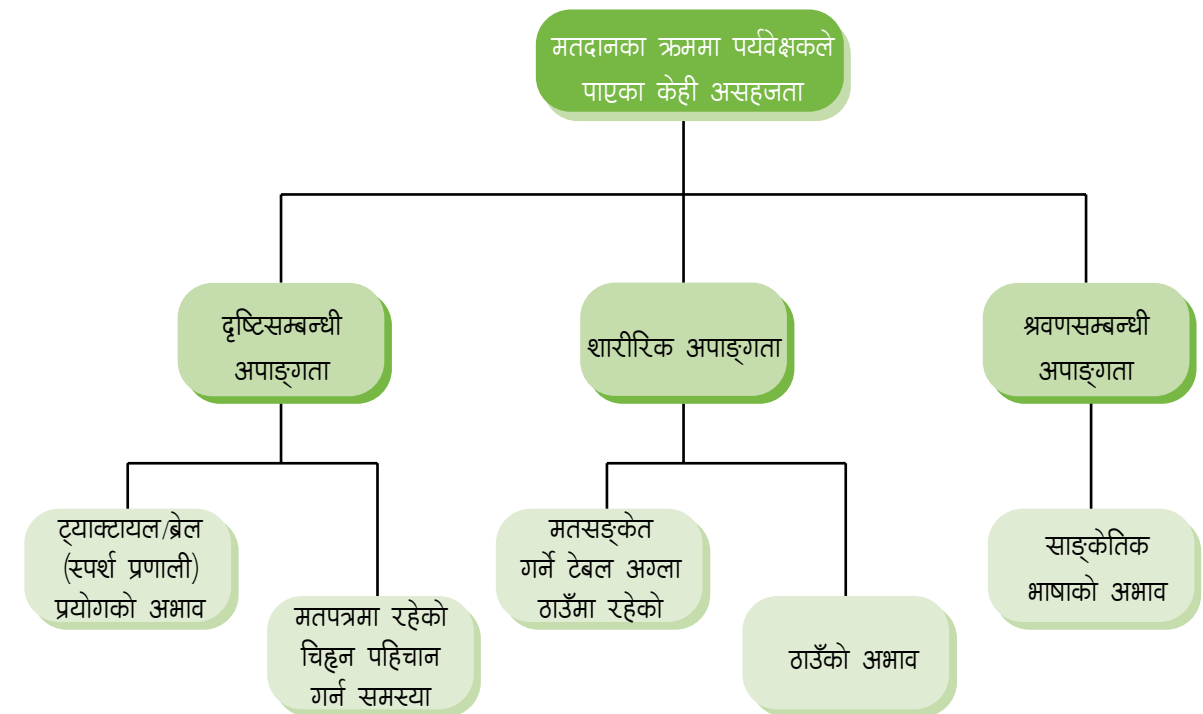 मतदानका क्रममा पर्यवेक्षकले
पाएका केही असहजता
दृष्टिसम्बन्धी
अपाङ्गता
शारीरिक अपाङ्गता
श्रवणसम्बन्धी
अपाङ्गता
ट्याक्टायल/ब्रेल
(स्पर्श प्रणाली)
प्रयोगको अभाव
मतपत्रमा रहेको
चिह्न पहिचान
गर्न समस्या
मतसङ्केत
गर्ने टेबल अग्ला
ठाउँमा रहेको
ठाउँको अभाव
साङ्केतिक
भाषाको अभाव